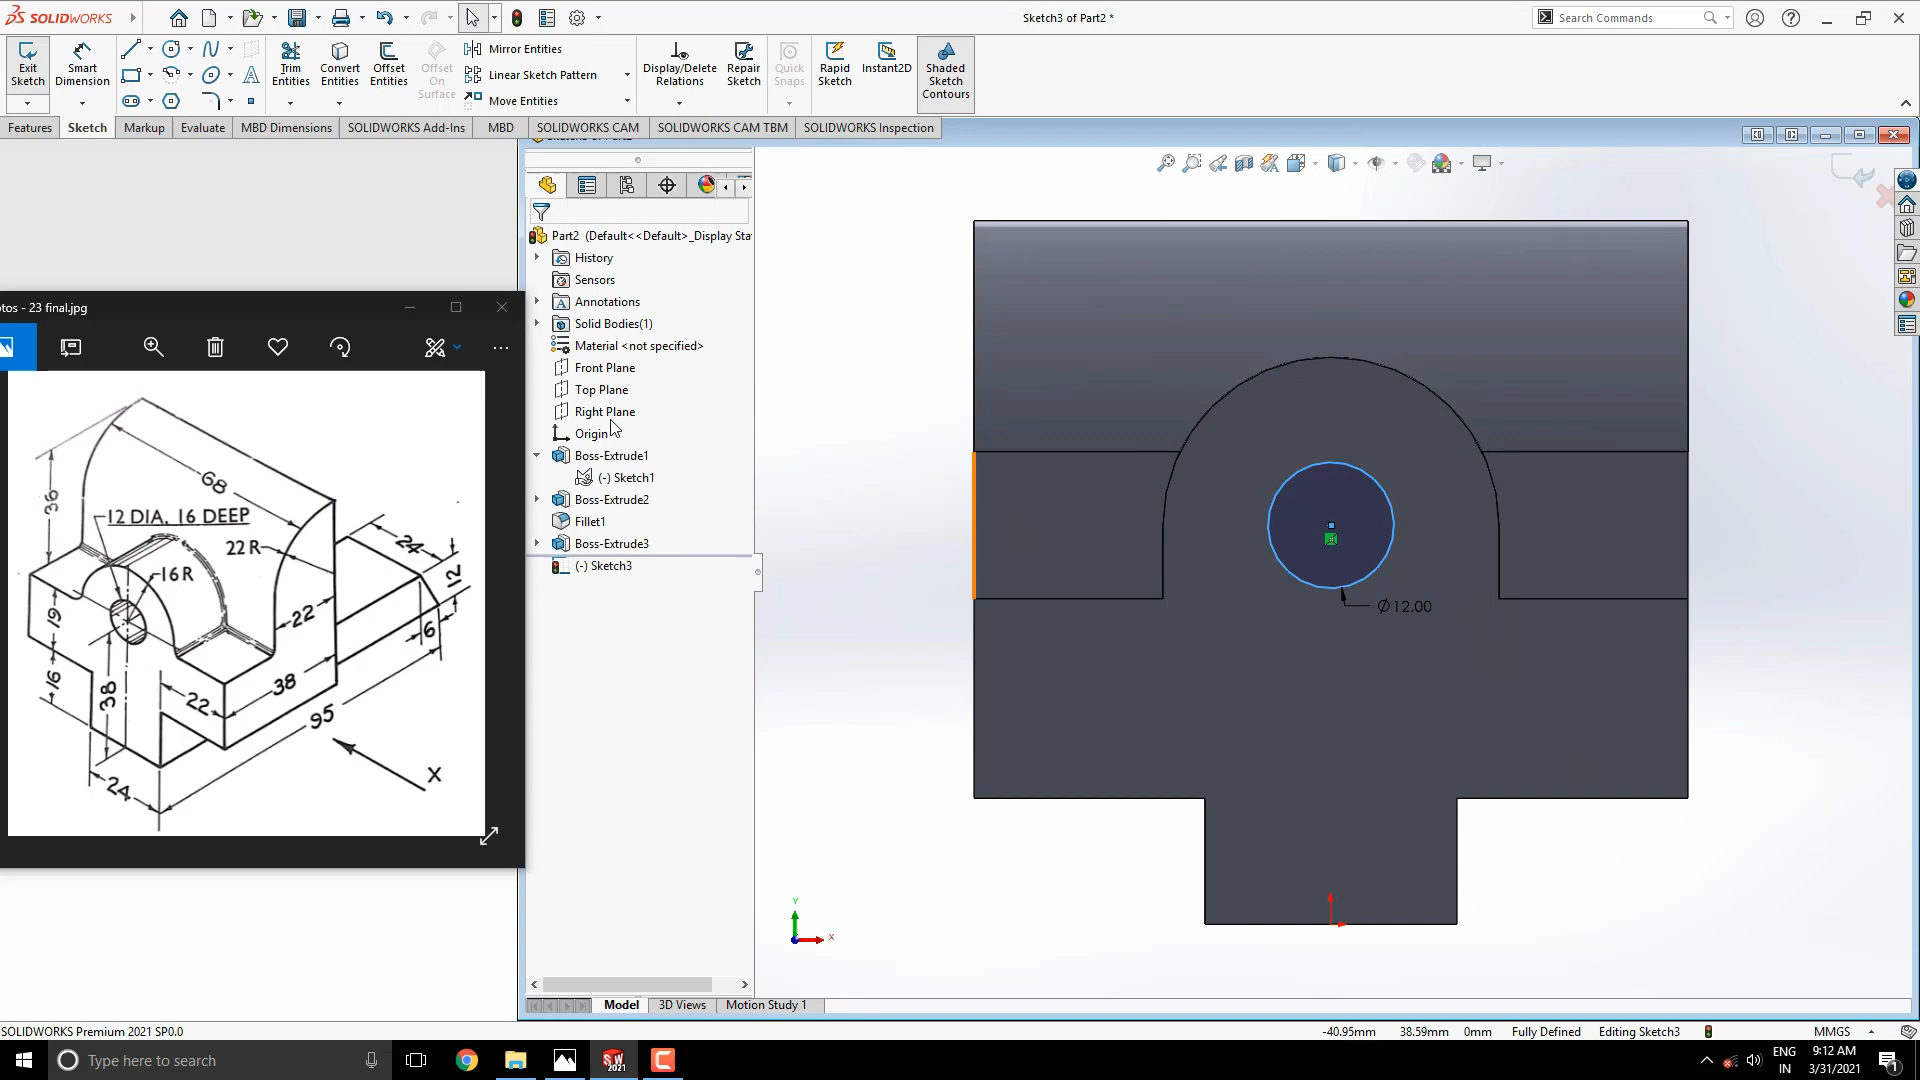 SOLIDWORKS
Sketch3 of Part2 *
Search Commands
Exit Sketch
Smart Dimension
Trim Entities
Convert Entities
Offset Entities
Offset On Surface
Mirror Entities
Linear Sketch Pattern
Move Entities
Display/Delete Relations
Repair Sketch
Quick Snaps
Rapid Sketch
Instant2D
Shaded Sketch Contours
Features
Sketch
Markup
Evaluate
MBD Dimensions
SOLIDWORKS Add-Ins
MBD
SOLIDWORKS CAM
SOLIDWORKS CAM TBM
SOLIDWORKS Inspection
Part2 (Default<<Default>_Display Sta
History
Sensors
Annotations
Solid Bodies(1)
Material <not specified>
Front Plane
Top Plane
Right Plane
Origin
Boss-Extrude1
(-) Sketch1
Boss-Extrude2
Fillet1
Boss-Extrude3
(-) Sketch3
otos - 23 final.jpg
68
36
12 DIA, 16 DEEP
22 R
16R
24
12
19
22
6
16
38
22
38
95
24
X
Ø12.00
Y
X
Model
3D Views
Motion Study 1
SOLIDWORKS Premium 2021 SP0.0
-40.95mm
38.59mm
0mm
Fully Defined
Editing Sketch3
MMGS
Type here to search
SW
2021
ENG
IN
9:12 AM
3/31/2021
1